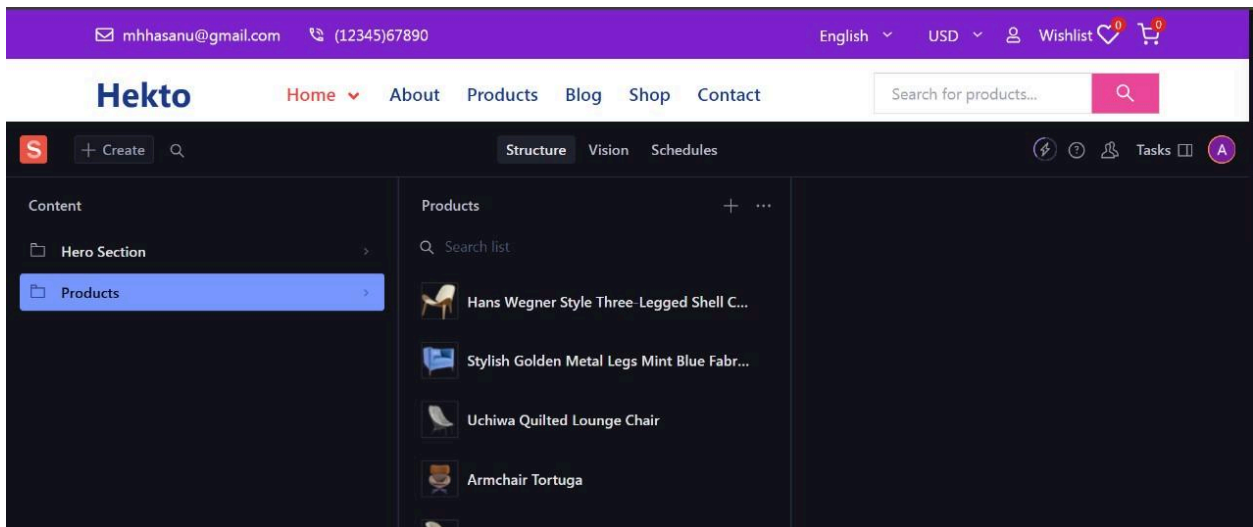 mhhasanu@gmail.com (12345)67890 English USD Wishlist 0 0
Hekto Home About Products Blog Shop Contact Search for products...
S + Create Structure Vision Schedules Tasks A
Content
Hero Section
Products
Products
Search list
Hans Wegner Style Three-Legged Shell C...
Stylish Golden Metal Legs Mint Blue Fabr...
Uchiwa Quilted Lounge Chair
Armchair Tortuga